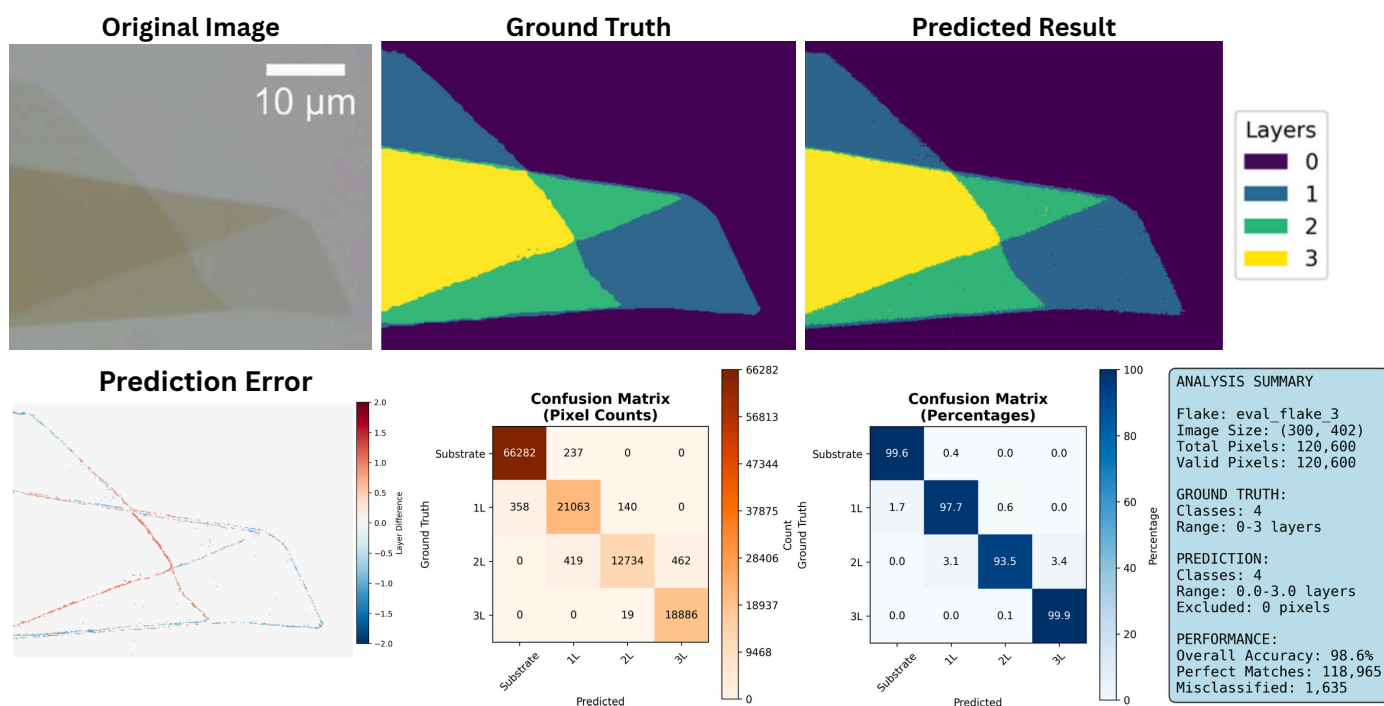 Original Image
Ground Truth
Predicted Result
10 µm
Layers
0
1
2
3
Prediction Error
2.0
1.5
1.0
0.5
0.0
−0.5
−1.0
−1.5
−2.0
Layer Difference
Confusion Matrix
(Pixel Counts)
Ground Truth
Substrate
1L
2L
3L
66282 237 0 0
358 21063 140 0
0 419 12734 462
0 0 19 18886
Substrate 1L 2L 3L
Predicted
66282
56813
47344
37875
28406
18937
9468
0
Count
Confusion Matrix
(Percentages)
Ground Truth
Substrate
1L
2L
3L
99.6 0.4 0.0 0.0
1.7 97.7 0.6 0.0
0.0 3.1 93.5 3.4
0.0 0.0 0.1 99.9
Substrate 1L 2L 3L
Predicted
100
80
60
40
20
0
Percentage
ANALYSIS SUMMARY
Flake: eval_flake_3
Image Size: (300, 402)
Total Pixels: 120,600
Valid Pixels: 120,600
GROUND TRUTH:
Classes: 4
Range: 0-3 layers
PREDICTION:
Classes: 4
Range: 0.0-3.0 layers
Excluded: 0 pixels
PERFORMANCE:
Overall Accuracy: 98.6%
Perfect Matches: 118,965
Misclassified: 1,635